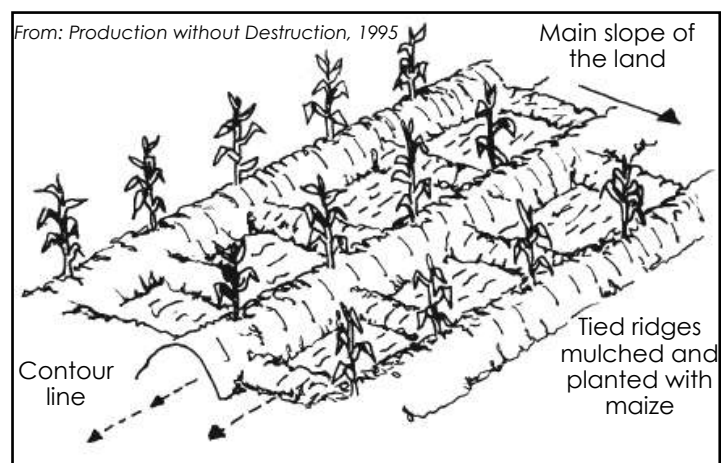 From: Production without Destruction, 1995
Main slope of
the land
Contour
line
Tied ridges
mulched and
planted with
maize